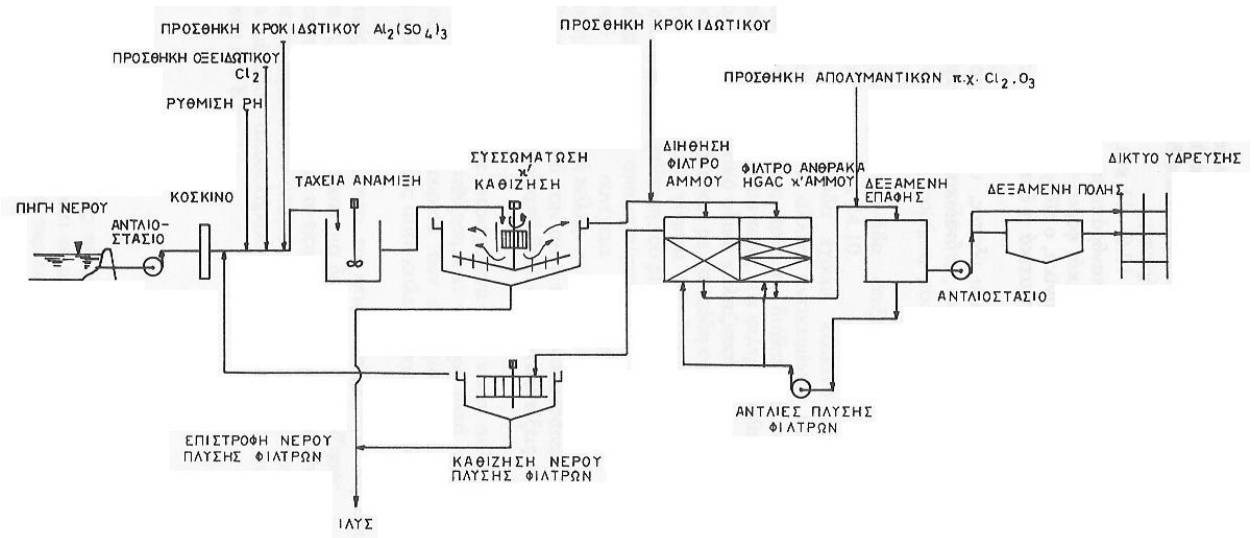 ΠΡΟΣΘΗΚΗ ΚΡΟΚΙΔΩΤΙΚΟΥ Al₂(SO₄)₃
ΠΡΟΣΘΗΚΗ ΟΞΕΙΔΩΤΙΚΟΥ
Cl₂
ΡΥΘΜΙΣΗ PH
ΠΡΟΣΘΗΚΗ ΚΡΟΚΙΔΩΤΙΚΟΥ
ΠΡΟΣΘΗΚΗ ΑΠΟΛΥΜΑΝΤΙΚΩΝ π.χ. Cl₂,O₃
ΠΗΓΗ ΝΕΡΟΥ
ΑΝΤΛΙΟ-
ΣΤΑΣΙΟ
ΚΟΣΚΙΝΟ
ΤΑΧΕΙΑ ΑΝΑΜΙΞΗ
ΣΥΣΣΩΜΑΤΩΣΗ
κ'
ΚΑΘΙΖΗΣΗ
ΔΙΗΘΗΣΗ
ΦΙΛΤΡΟ
ΑΜΜΟΥ
ΦΙΛΤΡΟ ΑΝΘΡΑΚΑ
HGAC κ'ΑΜΜΟΥ
ΔΕΞΑΜΕΝΗ
ΕΠΑΦΗΣ
ΔΕΞΑΜΕΝΗ ΠΟΛΗΣ
ΔΙΚΤΥΟ ΥΔΡΕΥΣΗΣ
ΑΝΤΛΙΟΣΤΑΣΙΟ
ΑΝΤΛΙΕΣ ΠΛΥΣΗΣ
ΦΙΛΤΡΩΝ
ΕΠΙΣΤΡΟΦΗ ΝΕΡΟΥ
ΠΛΥΣΗΣ ΦΙΛΤΡΩΝ
ΚΑΘΙΖΗΣΗ ΝΕΡΟΥ
ΠΛΥΣΗΣ ΦΙΛΤΡΩΝ
ΙΛΥΣ